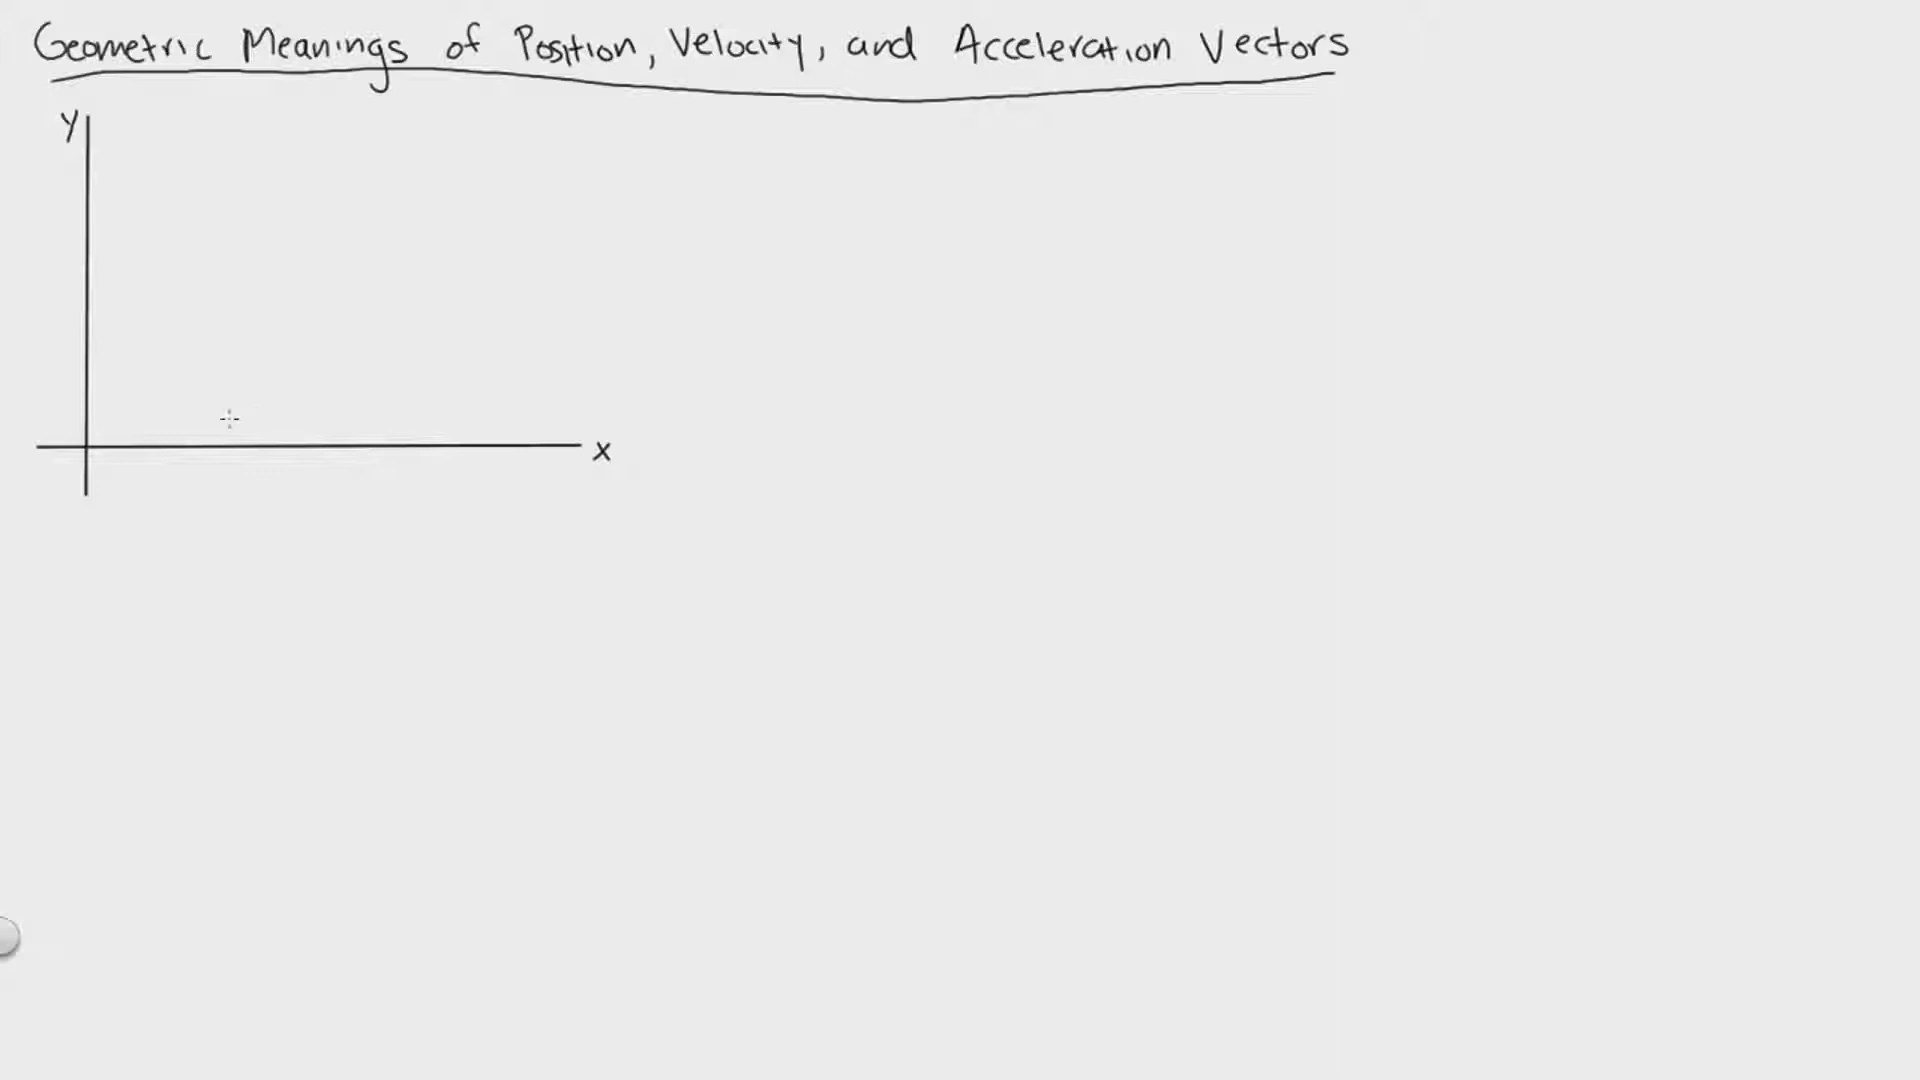 Geometric Meanings of Position, Velocity, and Acceleration Vectors
y
x